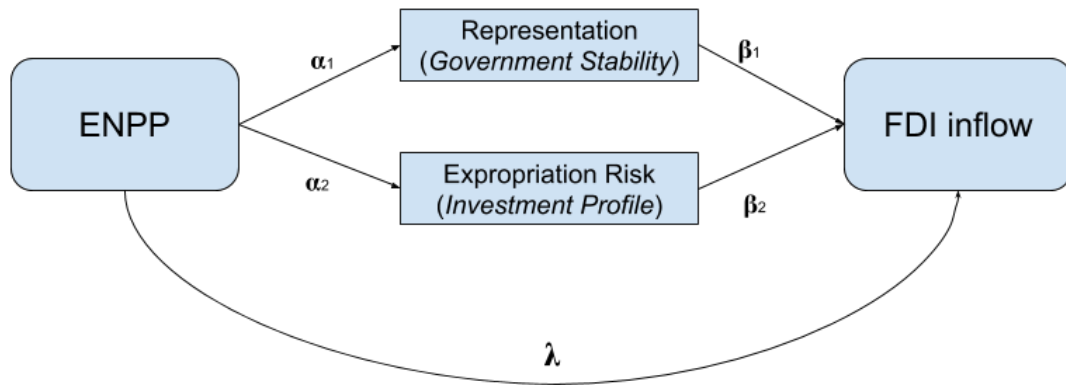 Representation
(Government Stability)
α1
β1
ENPP
FDI inflow
α2
Expropriation Risk
(Investment Profile)
β2
λ